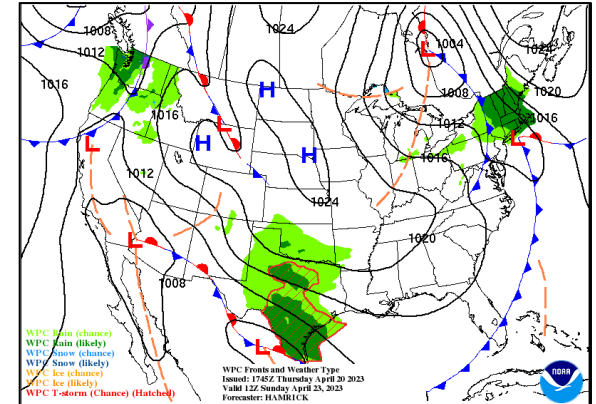 1008
1012
1016
1024
1004
1024
1008
1020
1016
1012
1016
L
L
H
H
H
L
L
L
L
1016
1012
1024
1020
1008
WPC Rain (chance)
WPC Rain (likely)
WPC Snow (chance)
WPC Snow (likely)
WPC Ice (chance)
WPC Ice (likely)
WPC T-storm (Chance) (Hatched)
WPC Fronts and Weather Type
Issued: 1745Z Thursday April 20 2023
Valid 12Z Sunday April 23, 2023
Forecaster: HAMRICK
NOAA